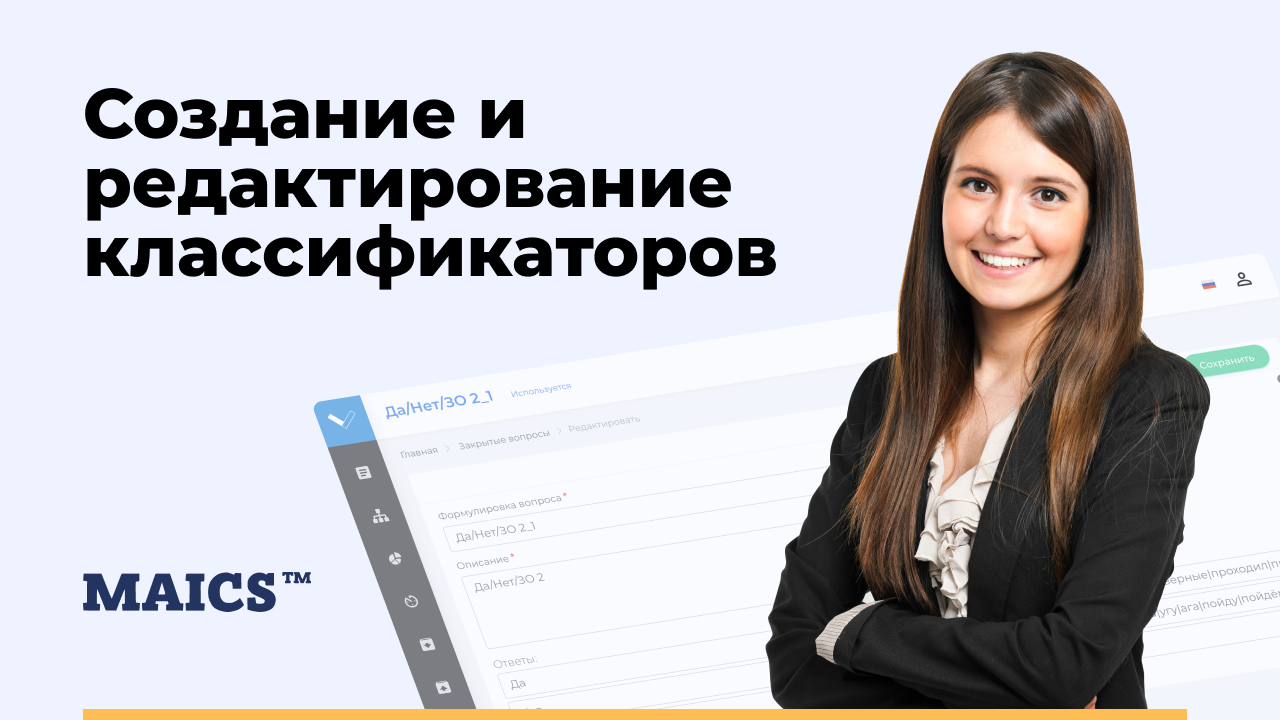 Создание и
редактирование
классификаторов
Сохранить
Да/Нет/ЗО 2_1 Используется
Главная Закрытые вопросы Редактировать
Формулировка вопроса*
Да/Нет/ЗО 2_1
Описание*
Да/Нет/ЗО 2
Ответы:
Да
MAICS™